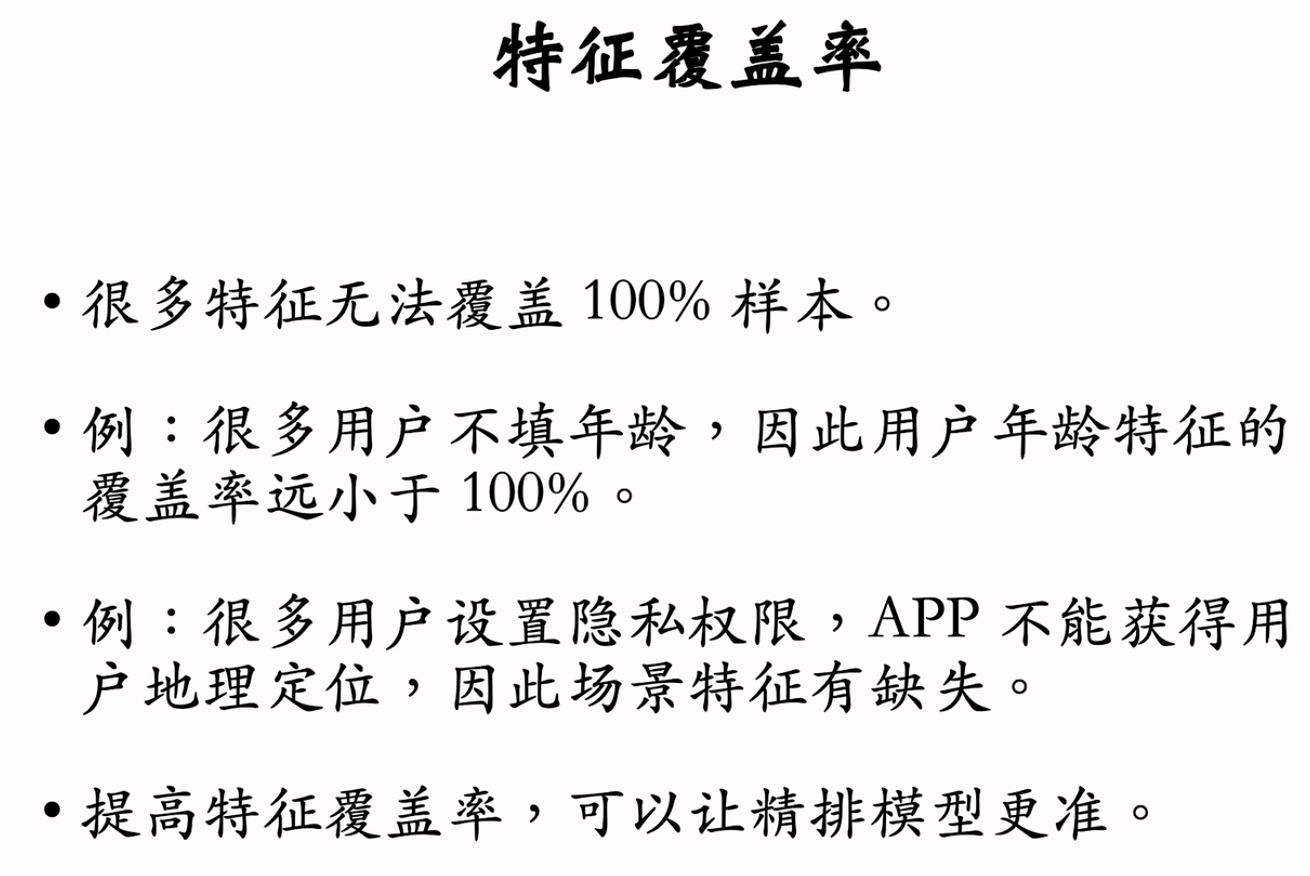 特征覆盖率
• 很多特征无法覆盖 100% 样本。
• 例：很多用户不填年龄，因此用户年龄特征的
覆盖率远小于 100%。
• 例：很多用户设置隐私权限，APP 不能获得用
户地理定位，因此场景特征有缺失。
• 提高特征覆盖率，可以让精排模型更准。